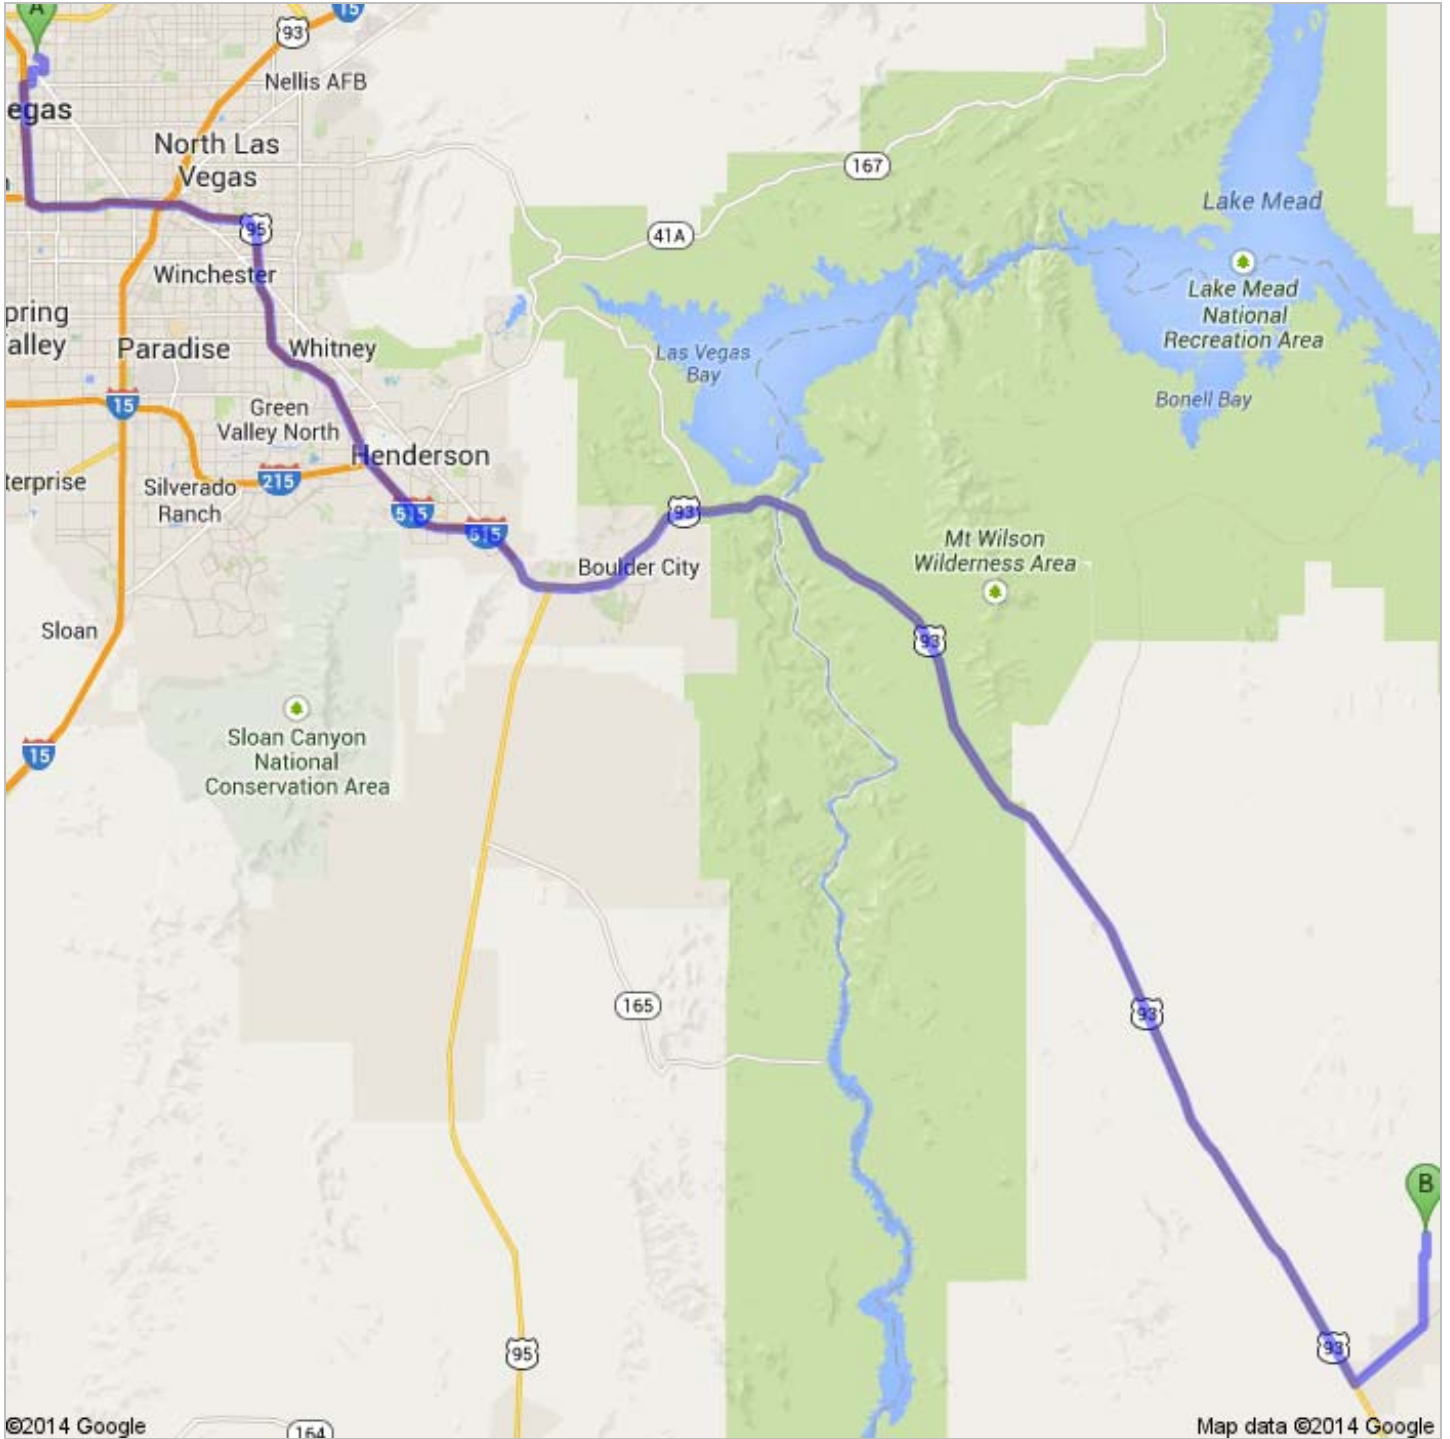 A
15
93
Nellis AFB
egas
North Las
Vegas
167
Lake Mead
95
41A
Winchester
Lake Mead
National
Recreation Area
pring
alley
Paradise
Whitney
Las Vegas
Bay
Bonell Bay
15
Green
Valley North
Henderson
terprise
Silverado
Ranch
215
515
515
93
Boulder City
Mt Wilson
Wilderness Area
93
Sloan
Sloan Canyon
National
Conservation Area
15
165
93
B
95
93
©2014 Google
164
Map data ©2014 Google